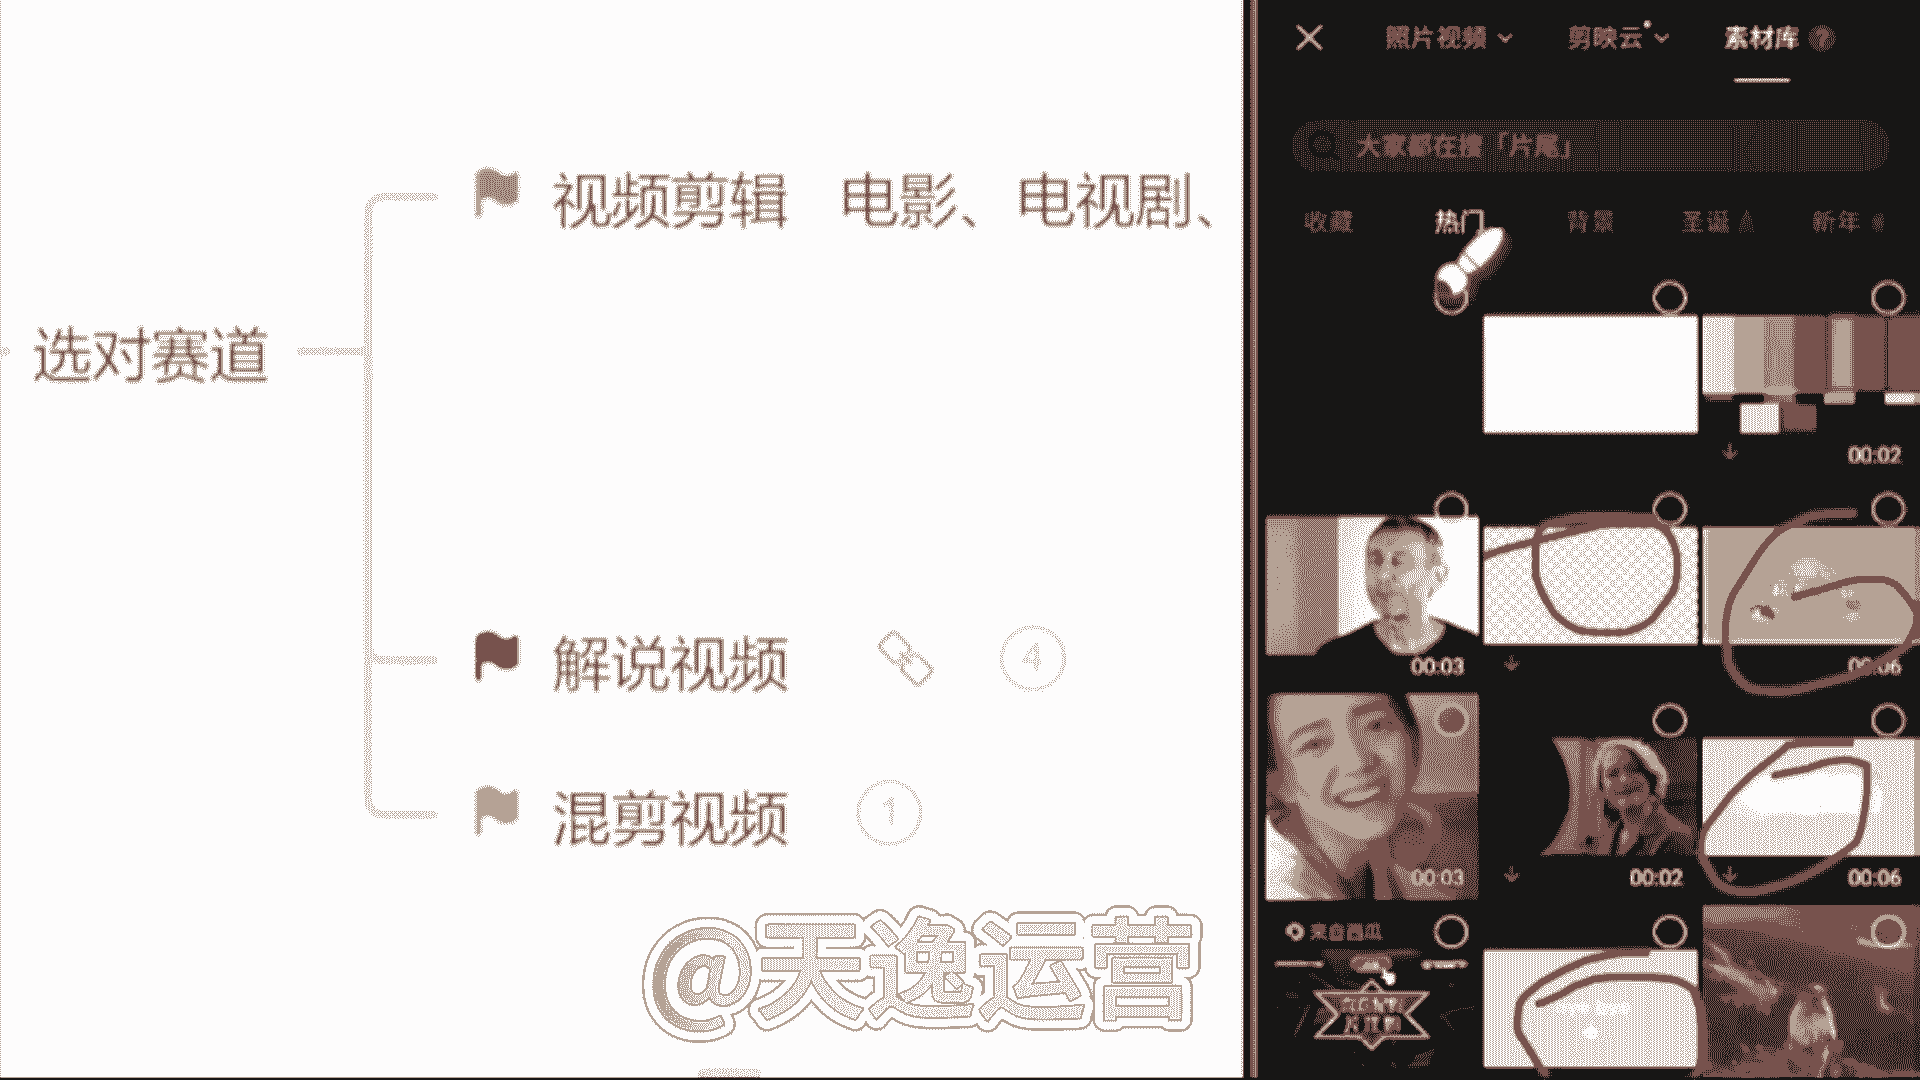 视频剪辑 电影、电视剧、
选对赛道
解说视频 4
混剪视频 1
@天逸运营
照片视频 剪映云 素材库 ?
大家都在搜「片尾」
收藏 热门 背景 圣诞 新年
00:02
00:03 00:06
00:03 00:02 00:06
来自西瓜